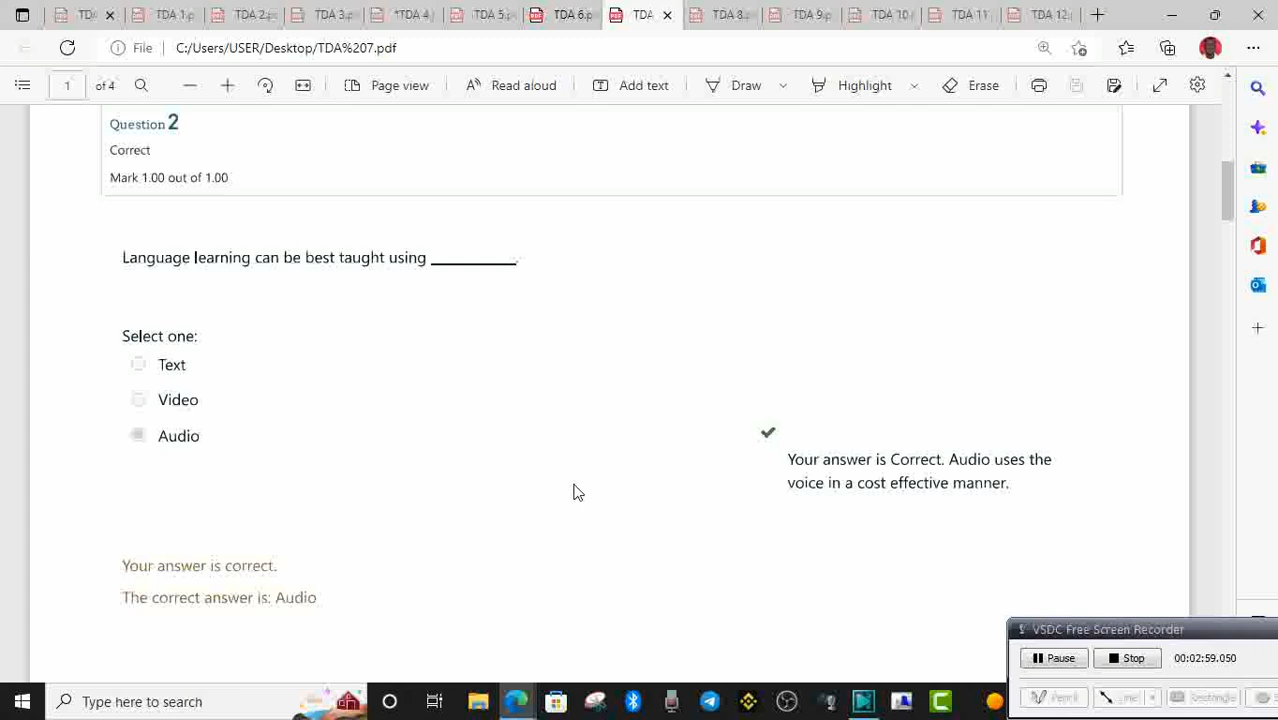 TDA 1.p
TDA 2.p
TDA 3.p
*TDA 4
TDA 5.p
TDA 6.p
TDA
TDA 8.p
TDA 9.p
TDA 10.
TDA 11
TDA 12.p
File C:/Users/USER/Desktop/TDA%207.pdf
1 of 4 Page view Read aloud Add text Draw Highlight Erase
Question 2
Correct
Mark 1.00 out of 1.00
Language learning can be best taught using __________.
Select one:
Text
Video
Audio
Your answer is Correct. Audio uses the
voice in a cost effective manner.
Your answer is correct.
The correct answer is: Audio
VSDC Free Screen Recorder
Pause Stop 00:02:59.050
Pencil Rectangle
Type here to search